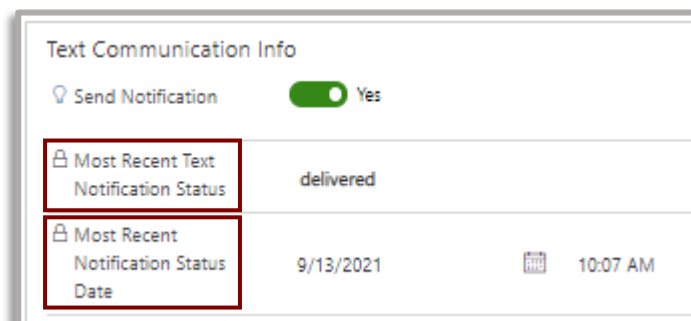 Text Communication Info
Send Notification Yes
Most Recent Text
Notification Status
delivered
Most Recent
Notification Status
Date
9/13/2021 10:07 AM